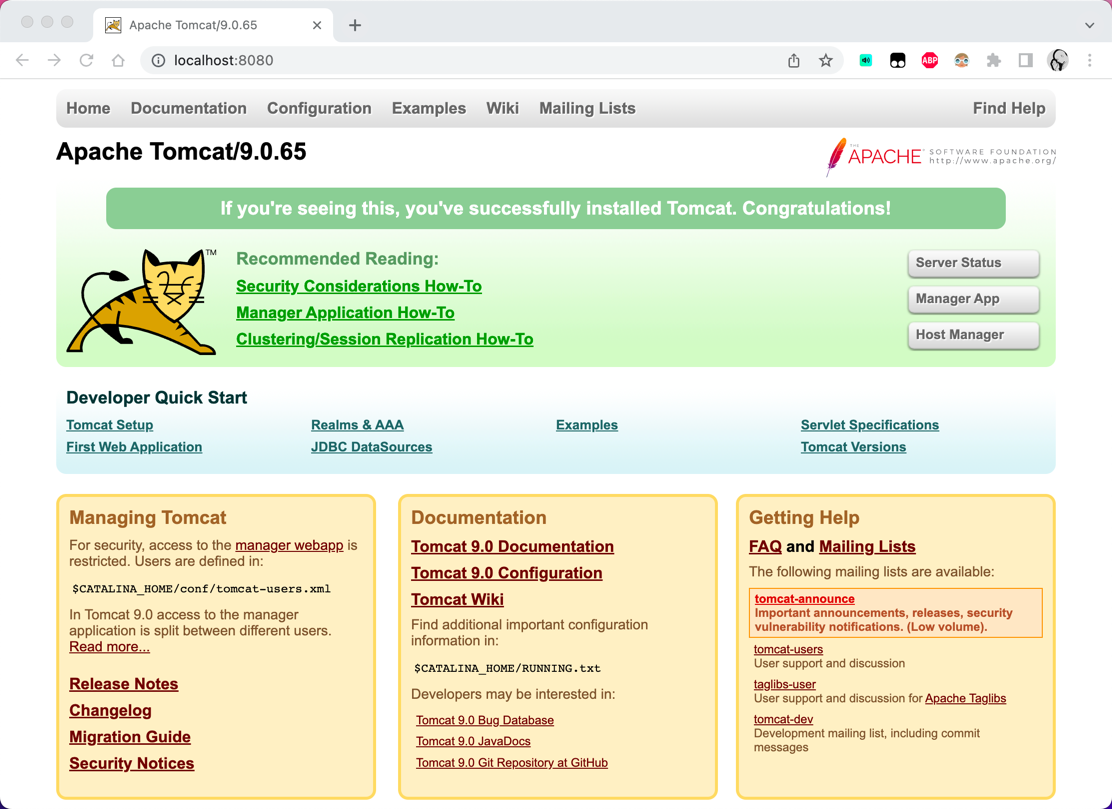 Apache Tomcat/9.0.65
localhost:8080
ABP
Home Documentation Configuration Examples Wiki Mailing Lists Find Help
Apache Tomcat/9.0.65
THE APACHE SOFTWARE FOUNDATION
http://www.apache.org/
If you're seeing this, you've successfully installed Tomcat. Congratulations!
TM
Recommended Reading:
Security Considerations How-To
Manager Application How-To
Clustering/Session Replication How-To
Server Status
Manager App
Host Manager
Developer Quick Start
Tomcat Setup
First Web Application
Realms & AAA
JDBC DataSources
Examples
Servlet Specifications
Tomcat Versions
Managing Tomcat
For security, access to the manager webapp is
restricted. Users are defined in:
$CATALINA_HOME/conf/tomcat-users.xml
In Tomcat 9.0 access to the manager
application is split between different users.
Read more...
Release Notes
Changelog
Migration Guide
Security Notices
Documentation
Tomcat 9.0 Documentation
Tomcat 9.0 Configuration
Tomcat Wiki
Find additional important configuration
information in:
$CATALINA_HOME/RUNNING.txt
Developers may be interested in:
Tomcat 9.0 Bug Database
Tomcat 9.0 JavaDocs
Tomcat 9.0 Git Repository at GitHub
Getting Help
FAQ and Mailing Lists
The following mailing lists are available:
tomcat-announce
Important announcements, releases, security
vulnerability notifications. (Low volume).
tomcat-users
User support and discussion
taglibs-user
User support and discussion for Apache Taglibs
tomcat-dev
Development mailing list, including commit
messages